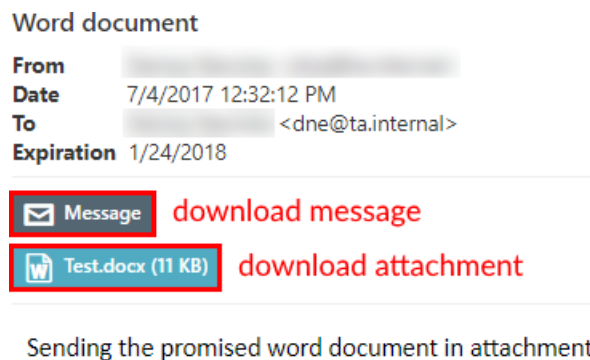 Word document
From
Date 7/4/2017 12:32:12 PM
To <dne@ta.internal>
Expiration 1/24/2018
Message download message
Test.docx (11 KB) download attachment
Sending the promised word document in attachment